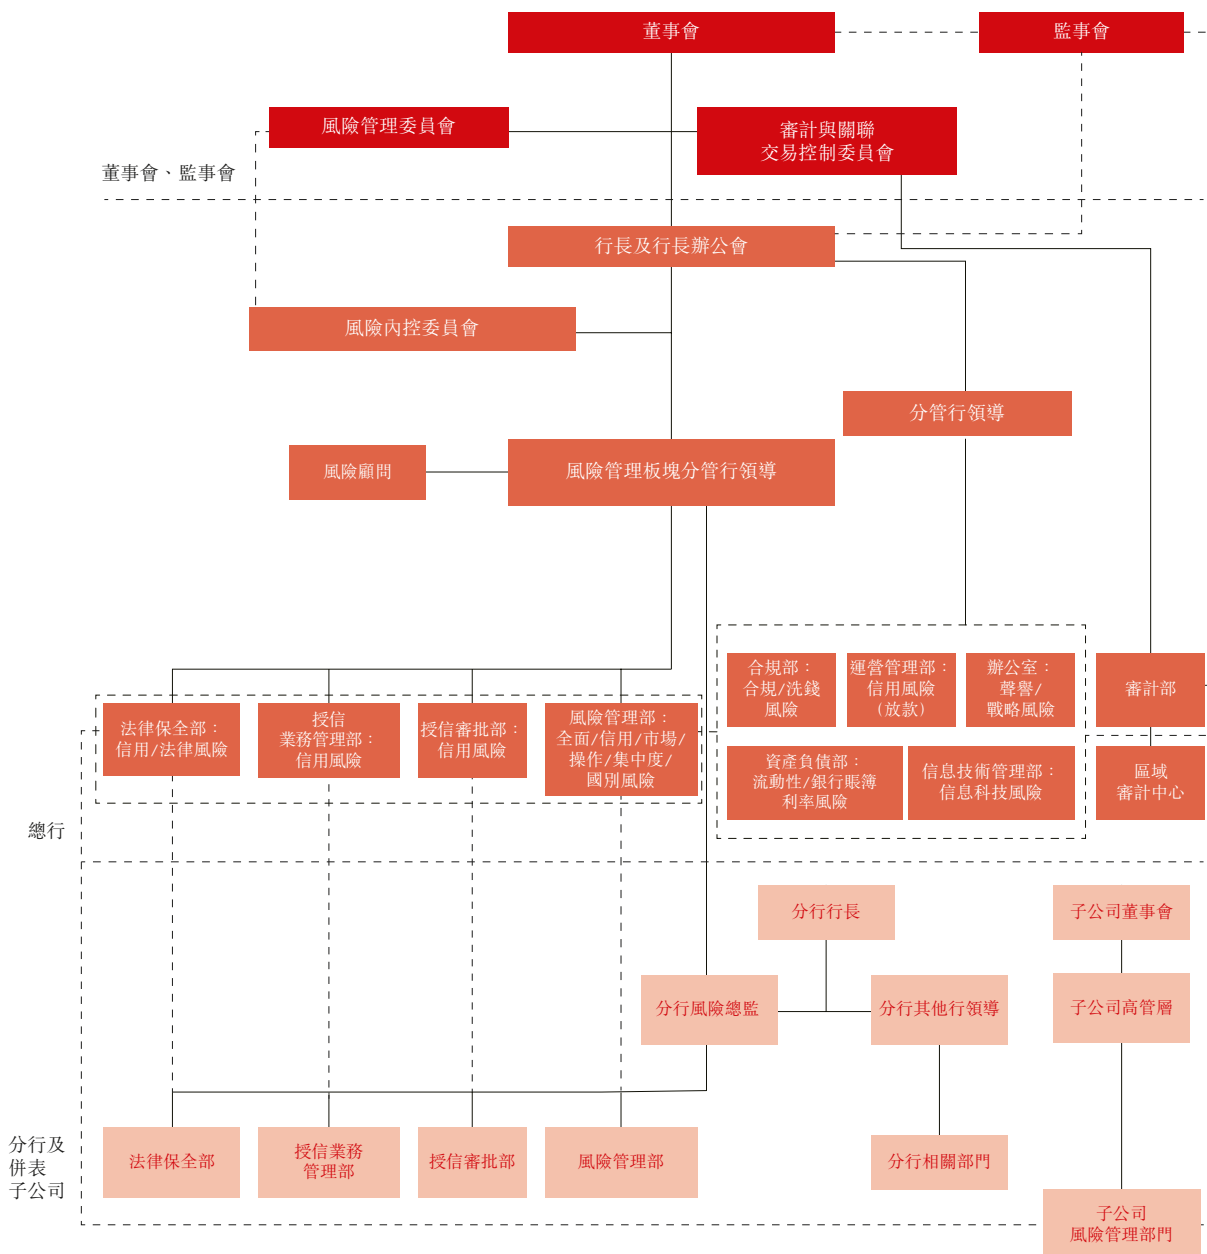 董事會
監事會
風險管理委員會
審計與關聯
交易控制委員會
董事會、監事會
行長及行長辦公會
風險內控委員會
分管行領導
風險顧問
風險管理板塊分管行領導
合規部：
合規/洗錢
風險
運營管理部：
信用風險
（放款）
辦公室：
聲譽/
戰略風險
審計部
法律保全部：
信用/法律風險
授信
業務管理部：
信用風險
授信審批部：
信用風險
風險管理部：
全面/信用/市場/
操作/集中度/
國別風險
資產負債部：
流動性/銀行賬簿
利率風險
信息技術管理部：
信息科技風險
區域
審計中心
總行
分行行長
子公司董事會
分行風險總監
分行其他行領導
子公司高管層
分行及
併表
子公司
法律保全部
授信業務
管理部
授信審批部
風險管理部
分行相關部門
子公司
風險管理部門